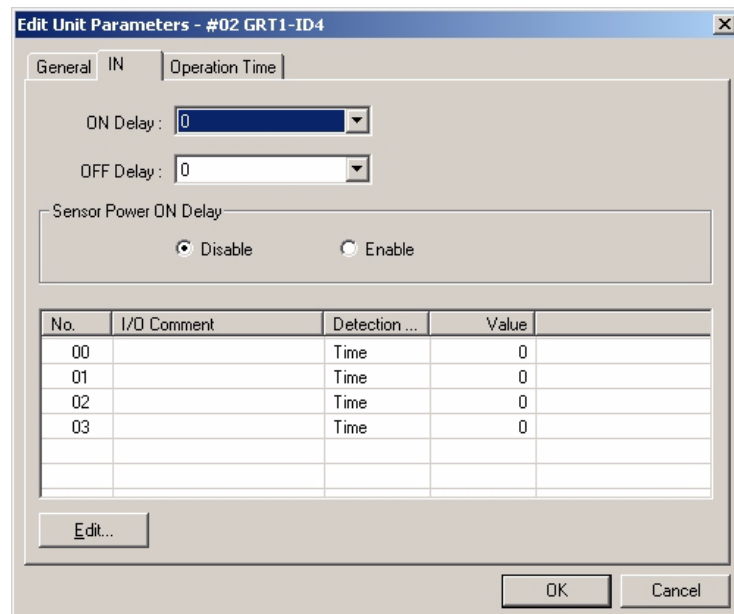 Edit Unit Parameters - #02 GRT1-ID4
General IN Operation Time
ON Delay : 0
OFF Delay : 0
Sensor Power ON Delay
Disable Enable
No. I/O Comment Detection ... Value
00 Time 0
01 Time 0
02 Time 0
03 Time 0
Edit...
OK Cancel